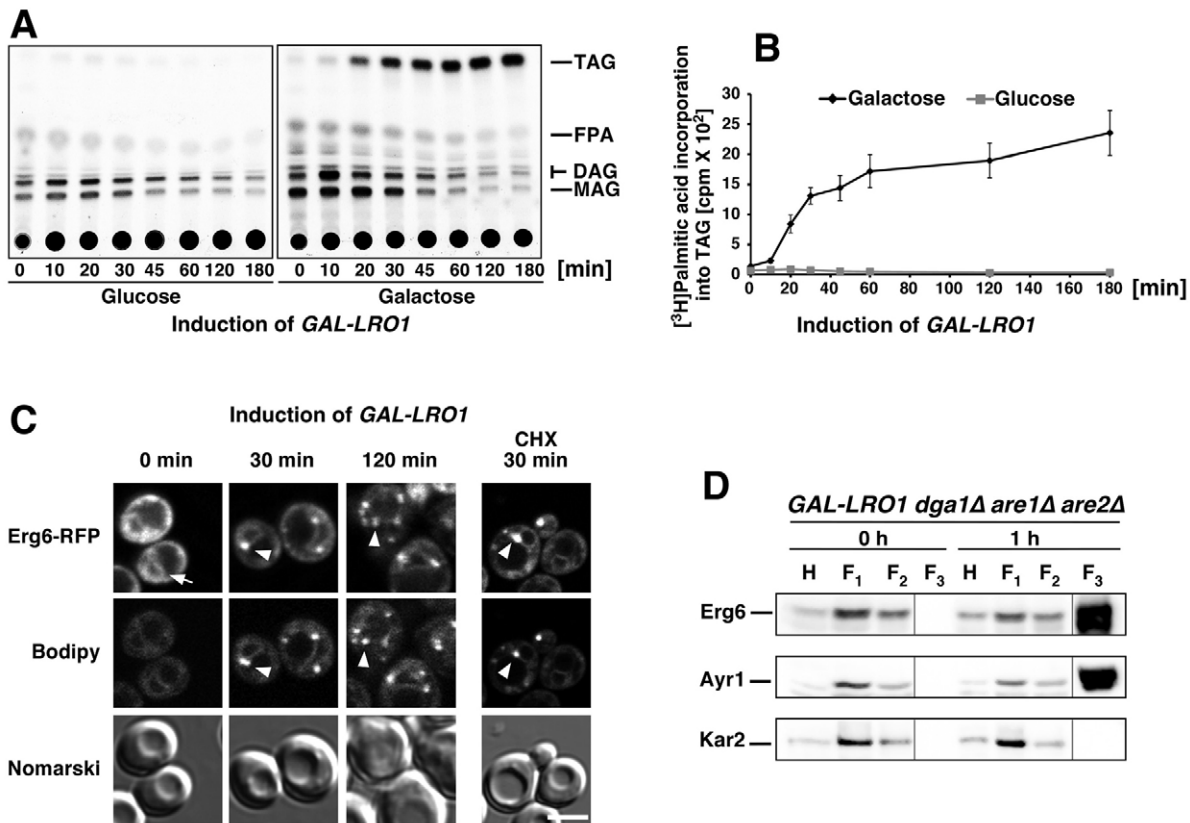 A
TAG
FPA
DAG
MAG
0 10 20 30 45 60 120 180 0 10 20 30 45 60 120 180 [min]
Glucose Galactose
Induction of GAL-LRO1
B
[³H]Palmitic acid incorporation
into TAG [cpm X 10²]
30
25
20
15
10
5
0
Galactose Glucose
0 20 40 60 80 100 120 140 160 180 [min]
Induction of GAL-LRO1
C
Induction of GAL-LRO1
CHX
0 min 30 min 120 min 30 min
Erg6-RFP
Bodipy
Nomarski
D
GAL-LRO1 dga1Δ are1Δ are2Δ
0 h 1 h
H F₁ F₂ F₃ H F₁ F₂ F₃
Erg6
Ayr1
Kar2